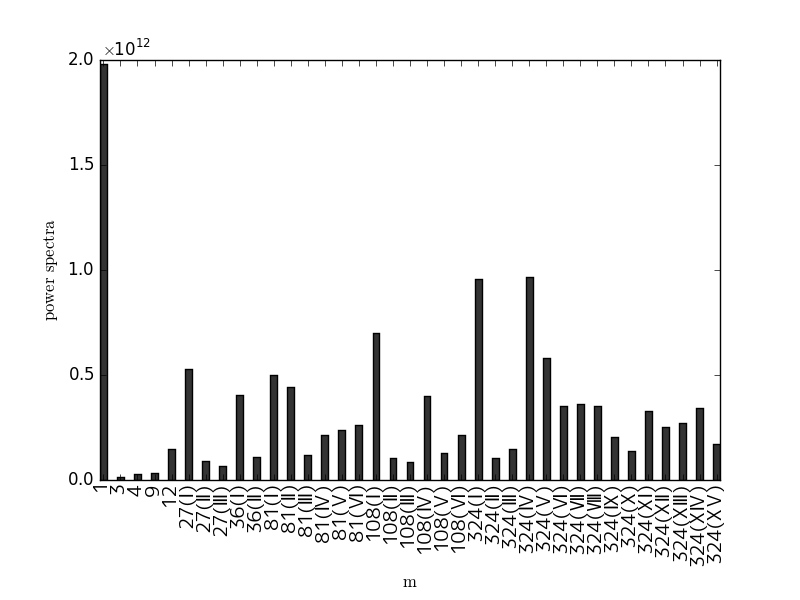 ×10¹²
2.0
1.5
1.0
0.5
0.0
power spectra
1
3
4
9
12
27(I)
27(II)
27(III)
36(I)
36(II)
81(I)
81(II)
81(III)
81(IV)
81(V)
81(VI)
108(I)
108(II)
108(III)
108(IV)
108(V)
108(VI)
324(I)
324(II)
324(III)
324(IV)
324(V)
324(VI)
324(VII)
324(VIII)
324(IX)
324(X)
324(XI)
324(XII)
324(XIII)
324(XIV)
324(XV)
m